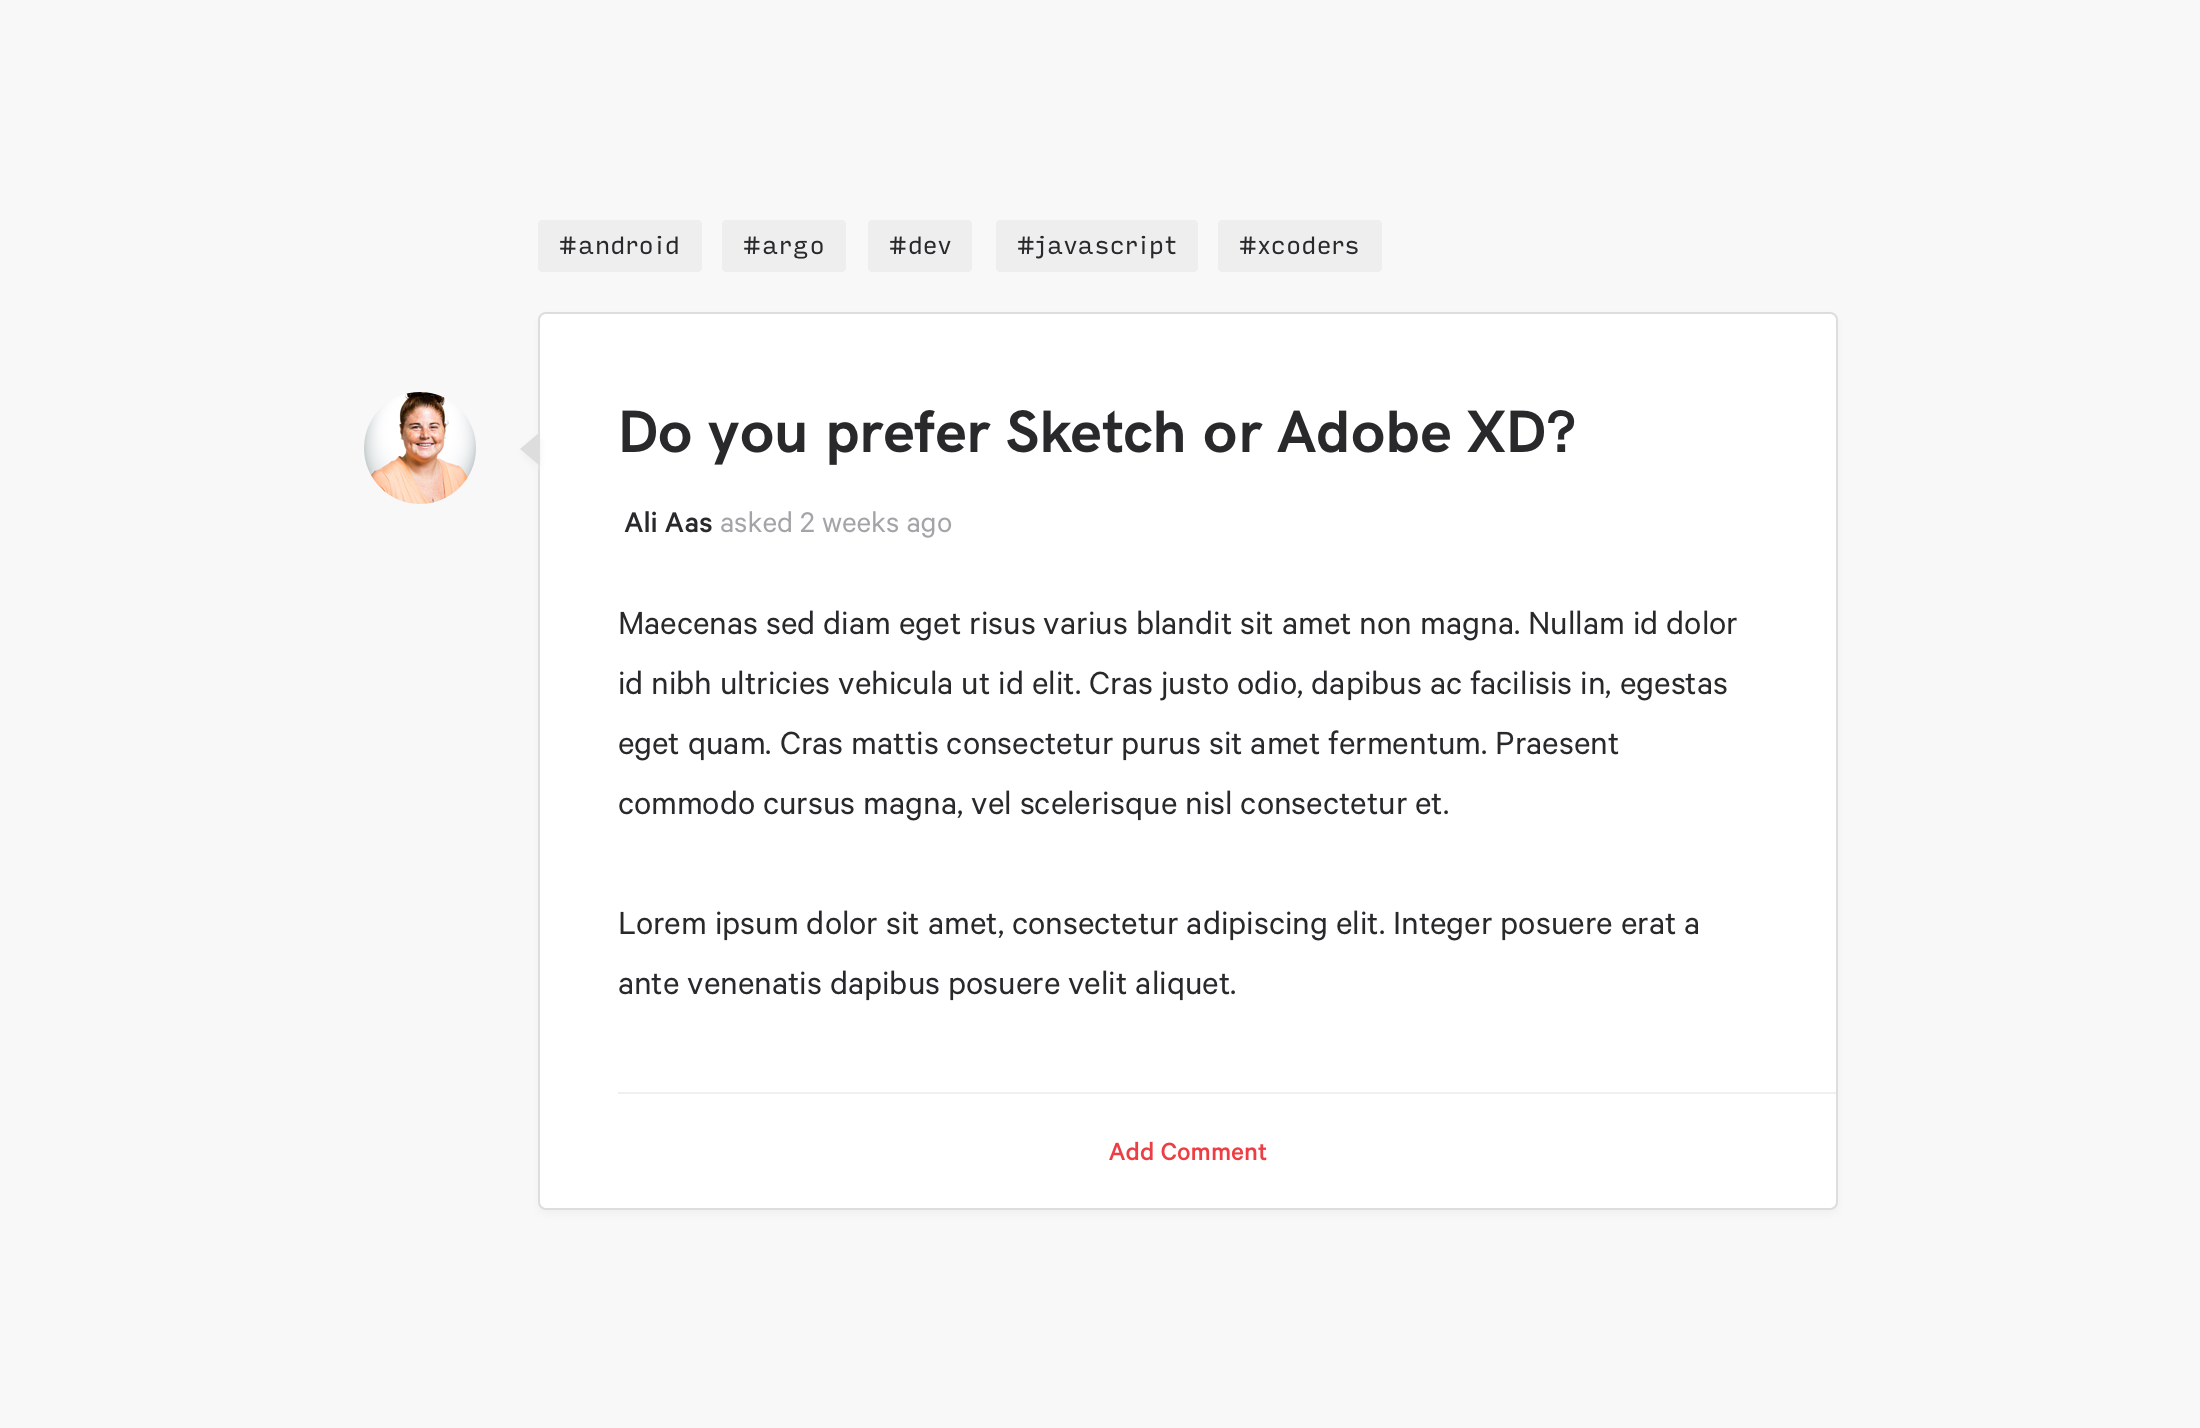 #android #argo #dev #javascript #xcoders
Do you prefer Sketch or Adobe XD?
Ali Aas asked 2 weeks ago
Maecenas sed diam eget risus varius blandit sit amet non magna. Nullam id dolor
id nibh ultricies vehicula ut id elit. Cras justo odio, dapibus ac facilisis in, egestas
eget quam. Cras mattis consectetur purus sit amet fermentum. Praesent
commodo cursus magna, vel scelerisque nisl consectetur et.
Lorem ipsum dolor sit amet, consectetur adipiscing elit. Integer posuere erat a
ante venenatis dapibus posuere velit aliquet.
Add Comment